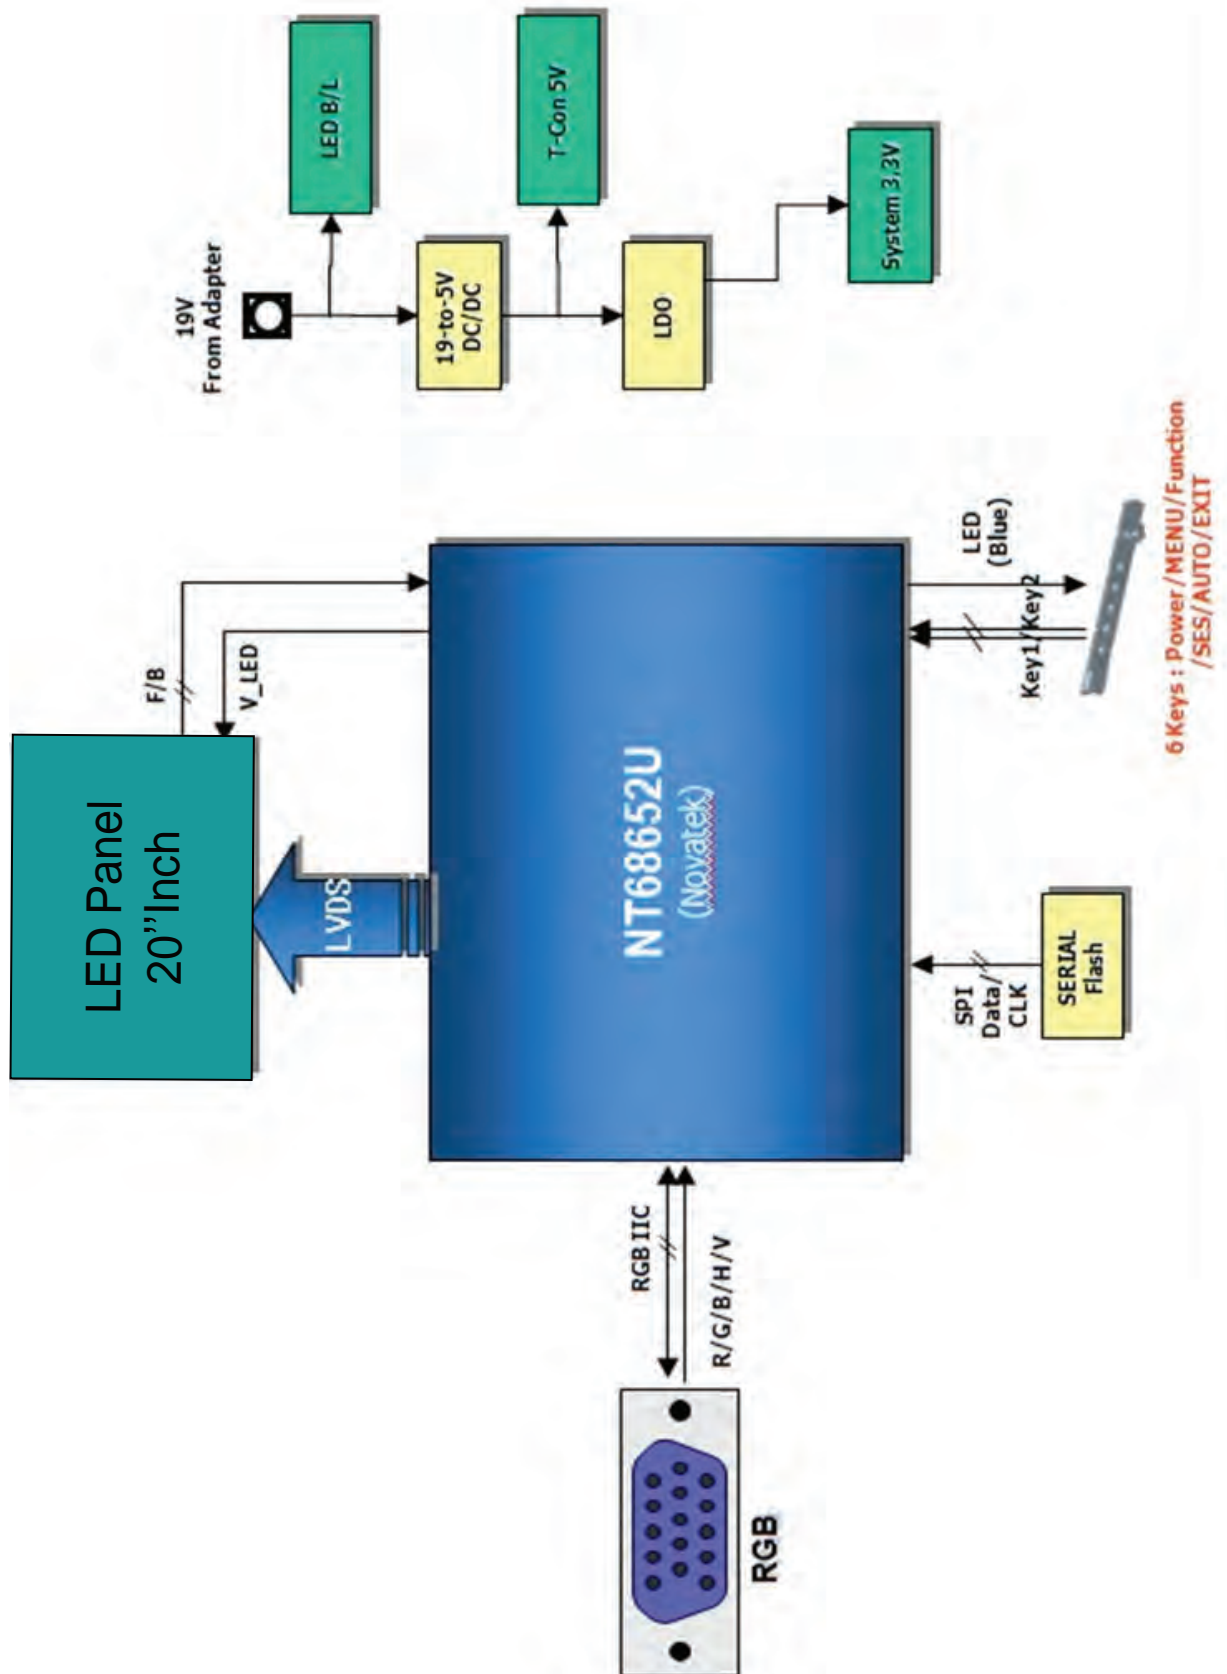 19V
From Adapter
LED B/L
19-to-5V
DC/DC
T-Con 5V
LDO
System 3.3V
LED Panel
20”Inch
F/B
V_LED
LVDS
NT68652U
(Novatek)
LED
(Blue)
Key1/Key2
6 Keys : Power/MENU/Function
/SES/AUTO/EXIT
SPI
Data/
CLK
SERIAL
Flash
RGB IIC
R/G/B/H/V
RGB